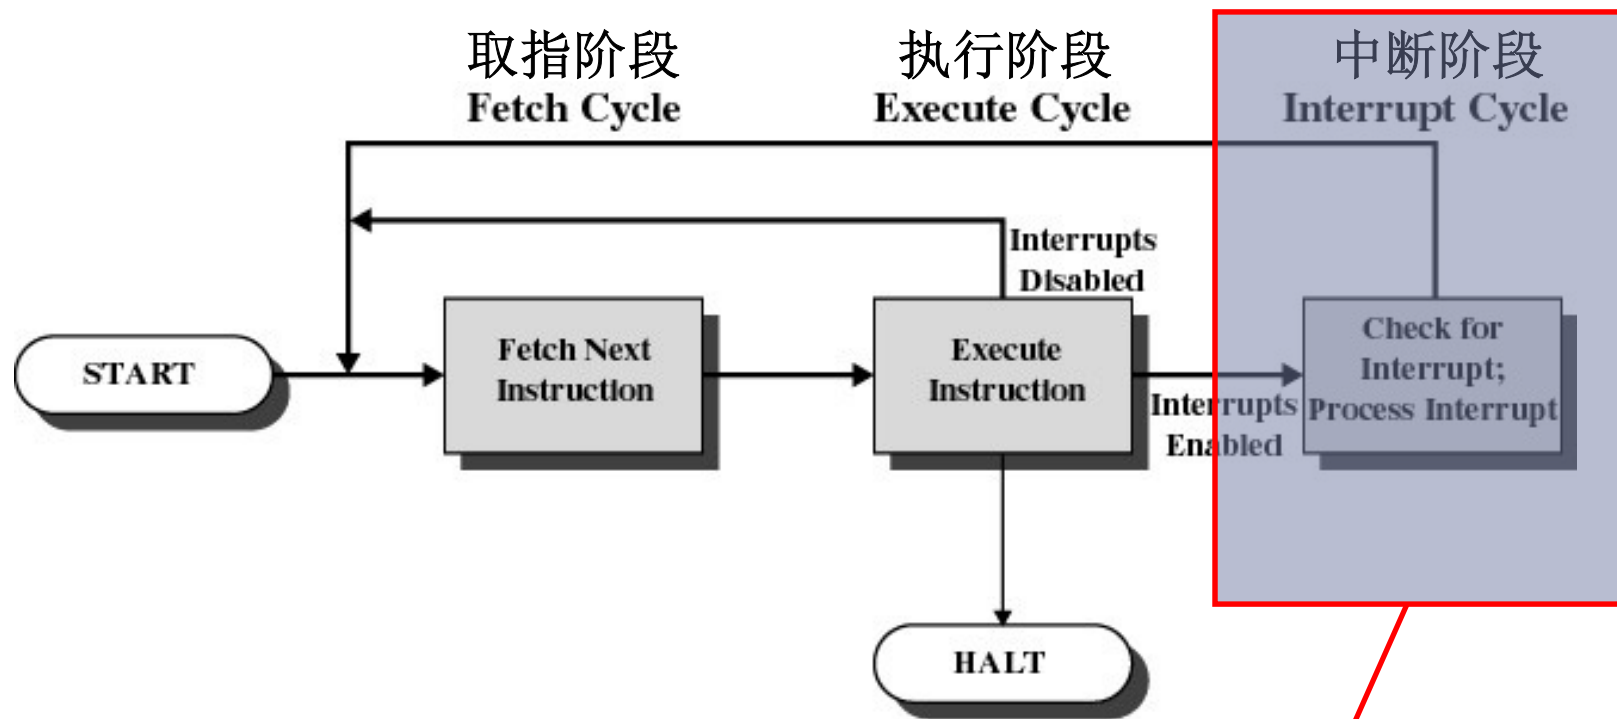 取指阶段
Fetch Cycle
执行阶段
Execute Cycle
中断阶段
Interrupt Cycle
Interrupts
Disabled
START
Fetch Next
Instruction
Execute
Instruction
Interrupts
Enabled
Check for
Interrupt;
Process Interrupt
HALT